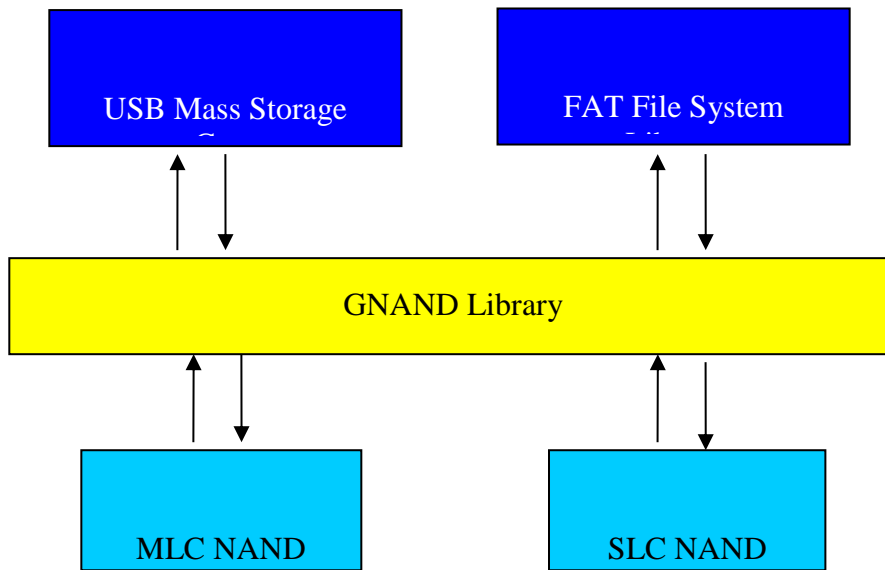 USB Mass Storage
FAT File System
GNAND Library
MLC NAND
SLC NAND